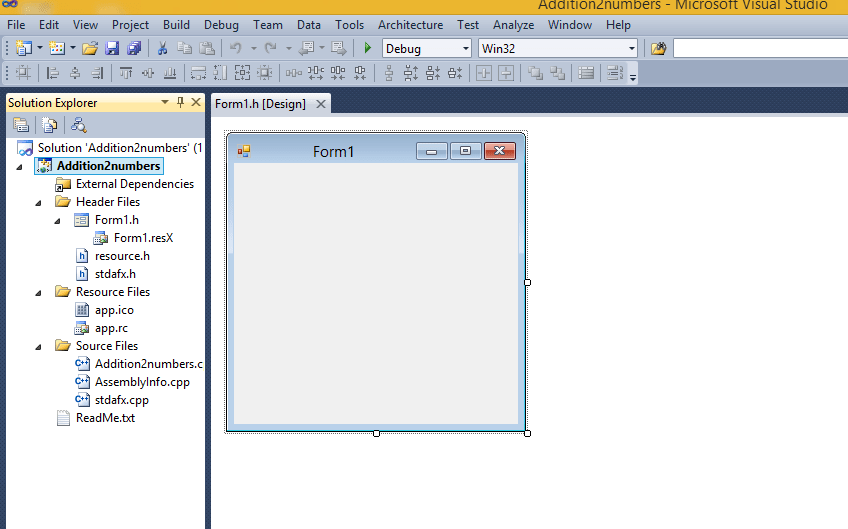 Addition2numbers - Microsoft Visual Studio
File Edit View Project Build Debug Team Data Tools Architecture Test Analyze Window Help
Debug Win32
Solution Explorer
Form1.h [Design]
Solution 'Addition2numbers' (1
Form1
Addition2numbers
External Dependencies
Header Files
Form1.h
Form1.resX
h resource.h
h stdafx.h
Resource Files
app.ico
app.rc
Source Files
C++ Addition2numbers.c
C++ AssemblyInfo.cpp
C++ stdafx.cpp
ReadMe.txt